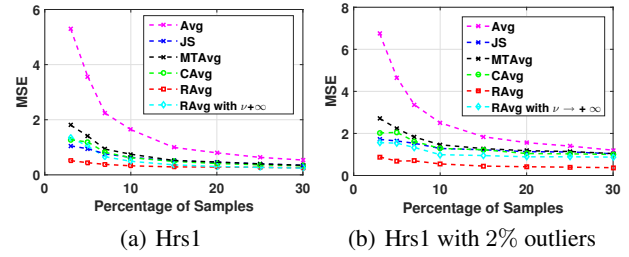 6
4
2
0
MSE
0
10
20
30
Percentage of Samples
Avg
JS
MTAvg
CAvg
RAvg
RAvg with ν+∞
(a) Hrs1
8
6
4
2
0
MSE
0
10
20
30
Percentage of Samples
Avg
JS
MTAvg
CAvg
RAvg
RAvg with ν → + ∞
(b) Hrs1 with 2% outliers